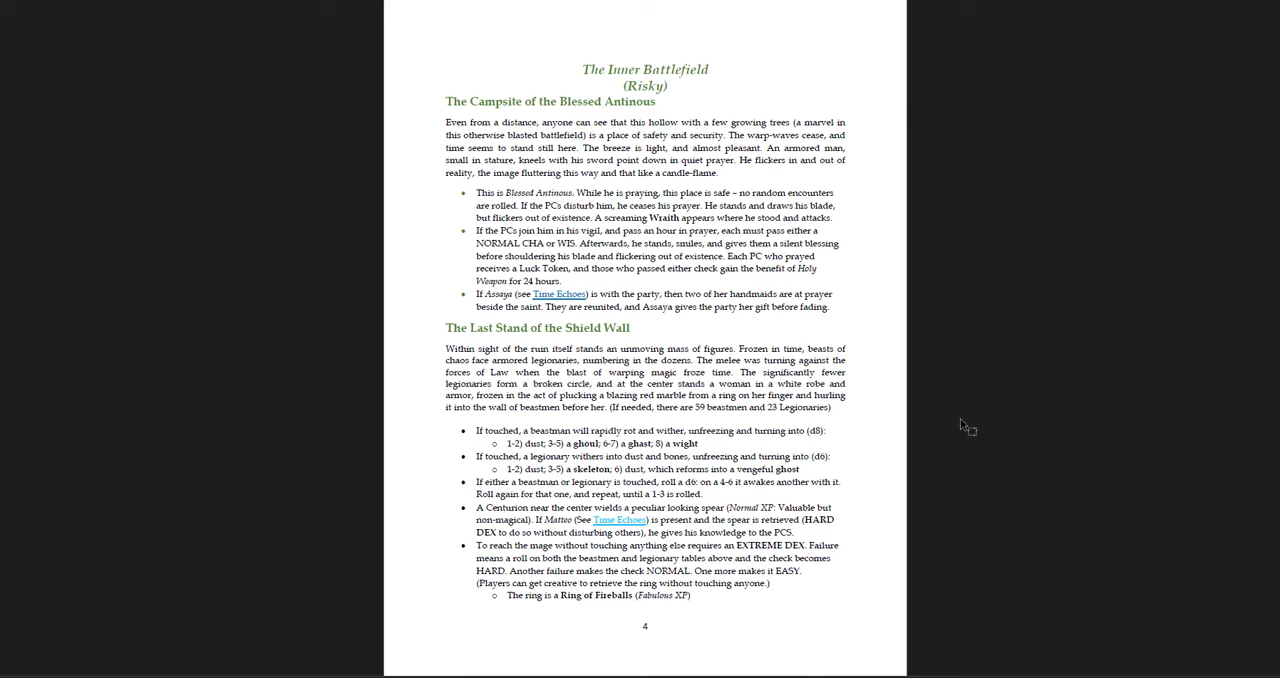 The Inner Battlefield
(Risky)
The Campsite of the Blessed Antinous
Even from a distance, anyone can see that this hollow with a few growing trees (a marvel in
this otherwise blasted battlefield) is a place of safety and security. The warp-waves cease, and
time seems to stand still here. The breeze is light, and almost pleasant. An armored man,
small in stature, kneels with his sword point down in quiet prayer. He flickers in and out of
reality, the image fluttering this way and that like a candle-flame.
• This is Blessed Antinous. While he is praying, this place is safe – no random encounters
are rolled. If the PCs disturb him, he ceases his prayer. He stands and draws his blade,
but flickers out of existence. A screaming Wraith appears where he stood and attacks.
• If the PCs join him in his vigil, and pass an hour in prayer, each must pass either a
NORMAL CHA or WIS. Afterwards, he stands, smiles, and gives them a silent blessing
before shouldering his blade and flickering out of existence. Each PC who prayed
receives a Luck Token, and those who passed either check gain the benefit of Holy
Weapon for 24 hours.
• If Assaya (see Time Echoes) is with the party, then two of her handmaids are at prayer
beside the saint. They are reunited, and Assaya gives the party her gift before fading.
The Last Stand of the Shield Wall
Within sight of the ruin itself stands an unmoving mass of figures. Frozen in time, beasts of
chaos face armored legionaries, numbering in the dozens. The melee was turning against the
forces of Law when the blast of warping magic froze time. The significantly fewer
legionaries form a broken circle, and at the center stands a woman in a white robe and
armor, frozen in the act of plucking a blazing red marble from a ring on her finger and hurling
it into the wall of beastmen before her. (If needed, there are 59 beastmen and 23 Legionaries)
• If touched, a beastman will rapidly rot and wither, unfreezing and turning into (d8):
o 1-2) dust; 3-5) a ghoul; 6-7) a ghast; 8) a wight
• If touched, a legionary withers into dust and bones, unfreezing and turning into (d6):
o 1-2) dust; 3-5) a skeleton; 6) dust, which reforms into a vengeful ghost
• If either a beastman or legionary is touched, roll a d6: on a 4-6 it awakes another with it.
Roll again for that one, and repeat, until a 1-3 is rolled.
• A Centurion near the center wields a peculiar looking spear (Normal XP: Valuable but
non-magical). If Matteo (See Time Echoes) is present and the spear is retrieved (HARD
DEX to do so without disturbing others), he gives his knowledge to the PCS.
• To reach the mage without touching anything else requires an EXTREME DEX. Failure
means a roll on both the beastmen and legionary tables above and the check becomes
HARD. Another failure makes the check NORMAL. One more makes it EASY.
(Players can get creative to retrieve the ring without touching anyone.)
o The ring is a Ring of Fireballs (Fabulous XP)
4